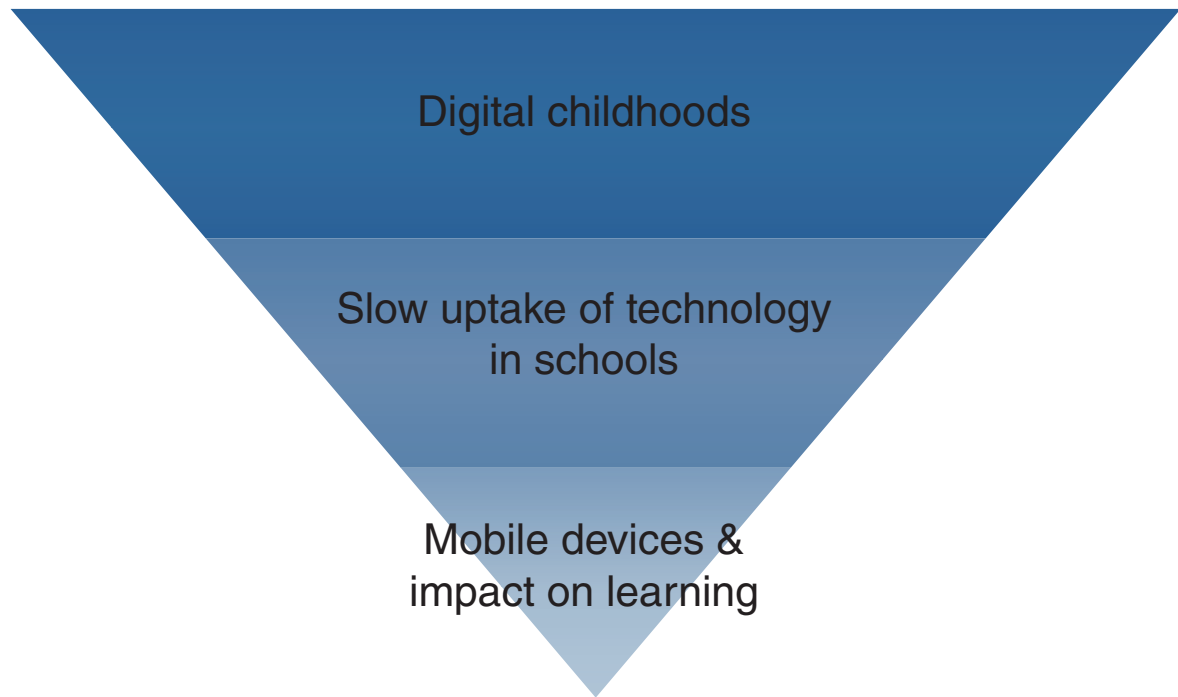 Digital childhoods
Slow uptake of technology
in schools
Mobile devices &
impact on learning